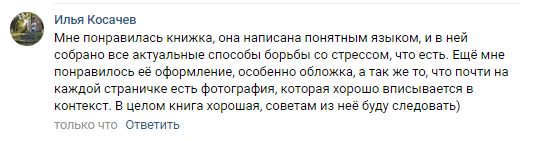 Илья Косачев
Мне понравилась книжка, она написана понятным языком, и в ней
собрано все актуальные способы борьбы со стрессом, что есть. Ещё мне
понравилось её оформление, особенно обложка, а так же то, что почти на
каждой страничке есть фотография, которая хорошо вписывается в
контекст. В целом книга хорошая, советам из неё буду следовать)
только что Ответить